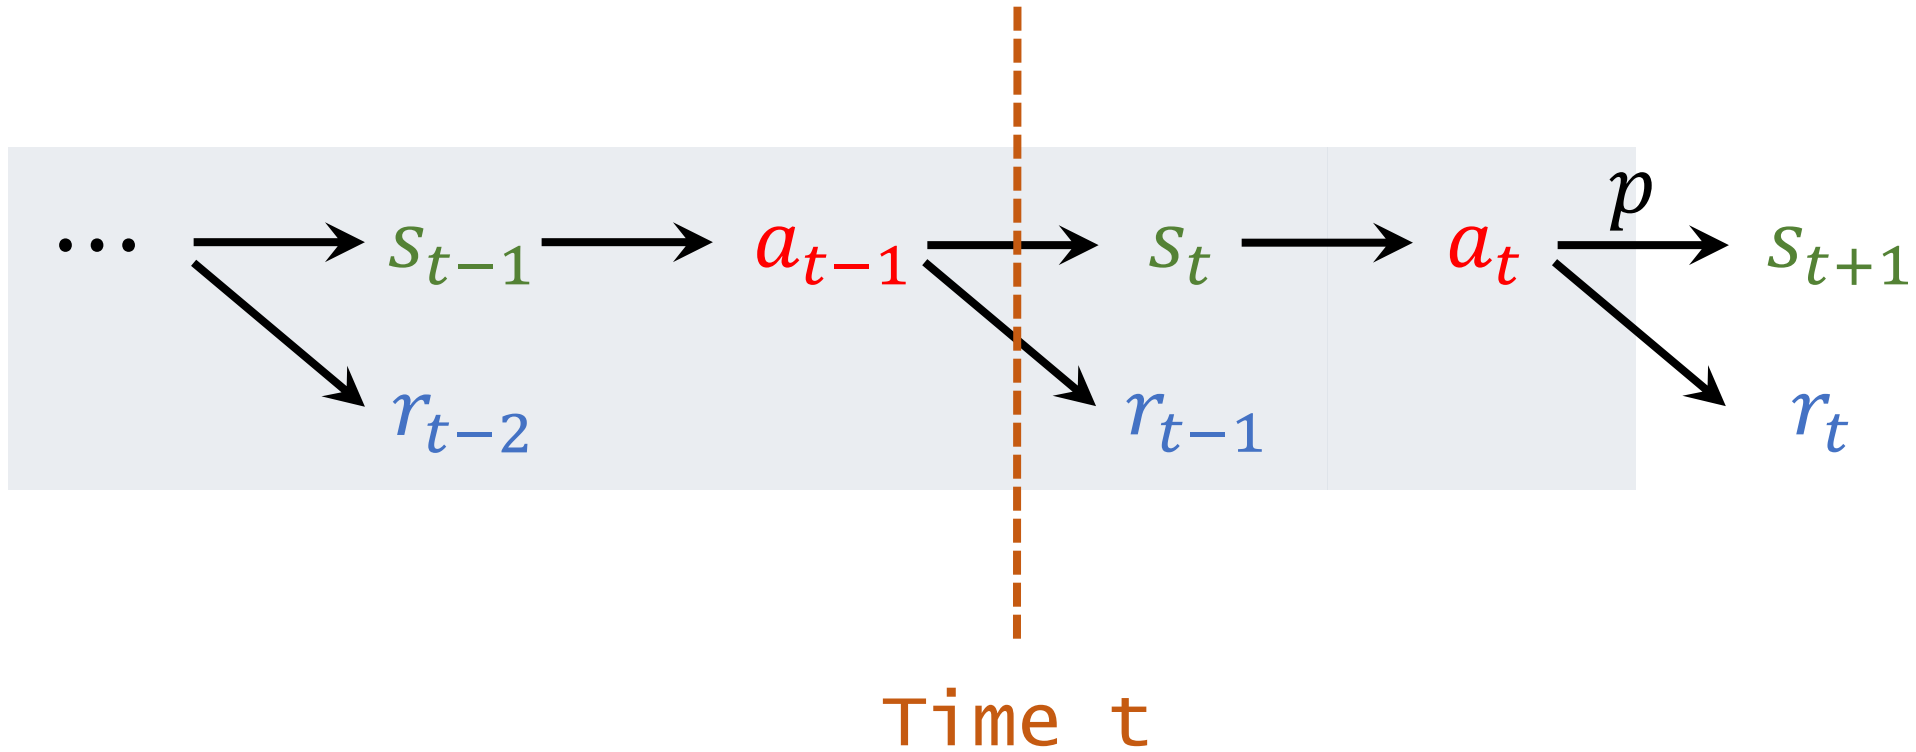 p
… s_{t−1} a_{t−1} s_t a_t s_{t+1}
r_{t−2} r_{t−1} r_t
Time t